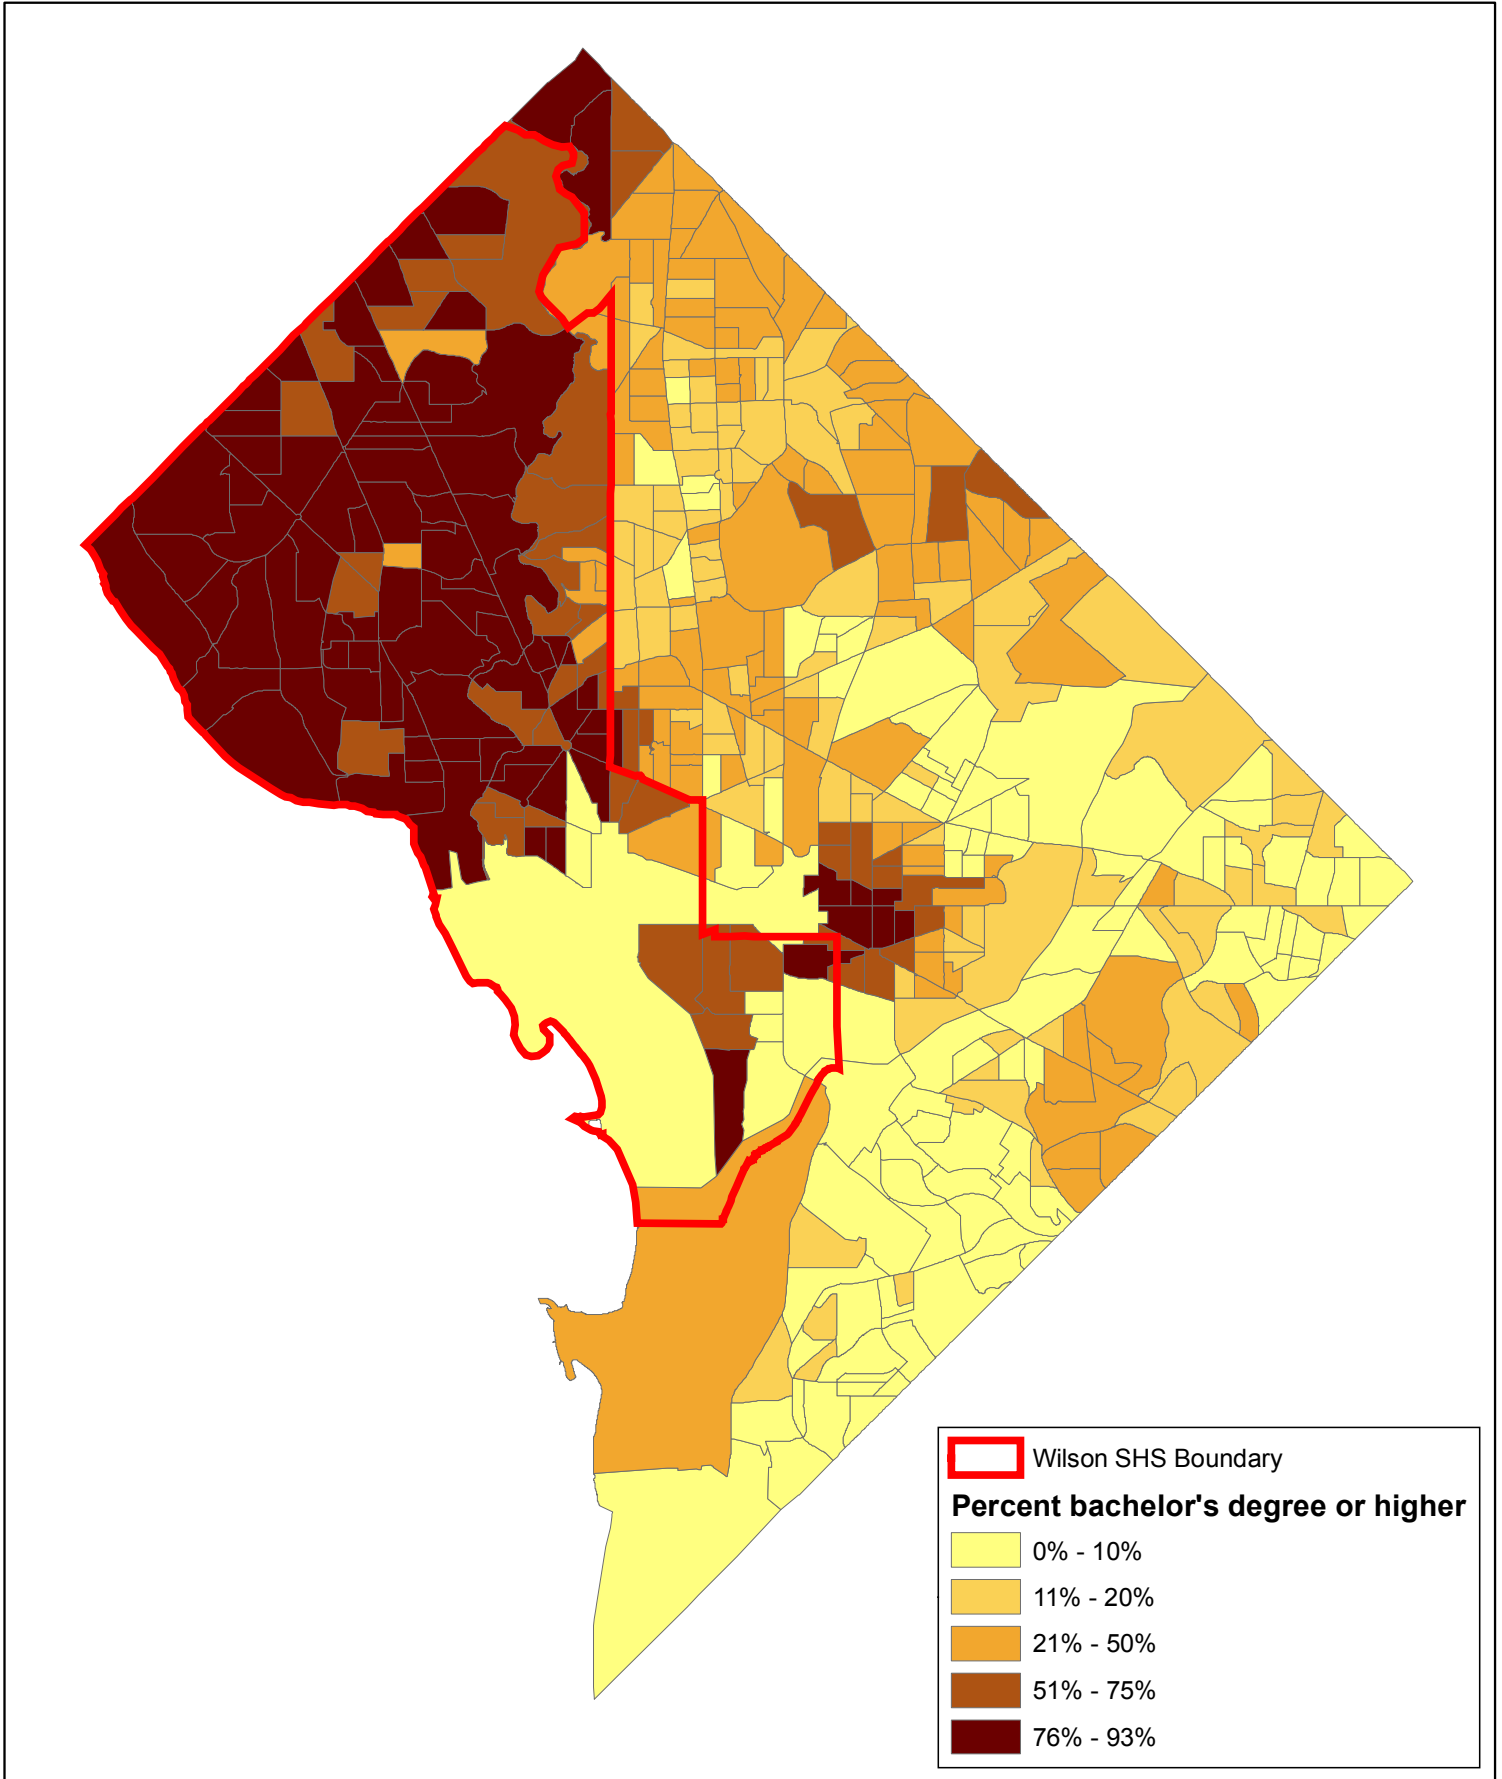 Wilson SHS Boundary
Percent bachelor's degree or higher
0% - 10%
11% - 20%
21% - 50%
51% - 75%
76% - 93%